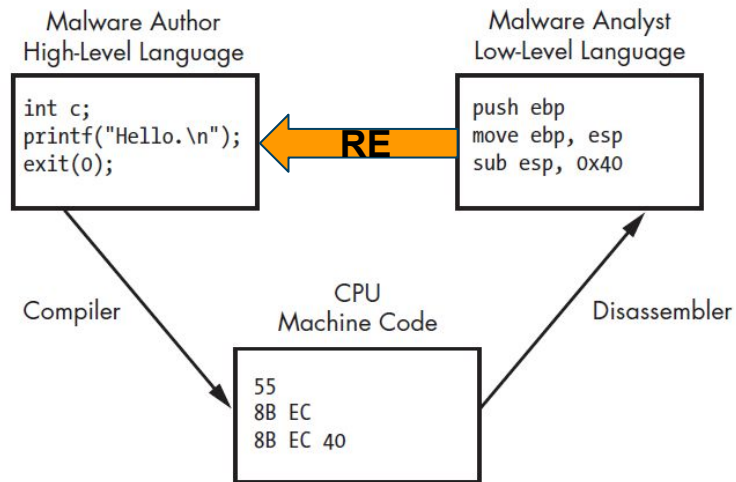 Malware Author
High-Level Language
int c;
printf("Hello.\n");
exit(0);
RE
Malware Analyst
Low-Level Language
push ebp
move ebp, esp
sub esp, 0x40
Compiler
CPU
Machine Code
55
8B EC
8B EC 40
Disassembler